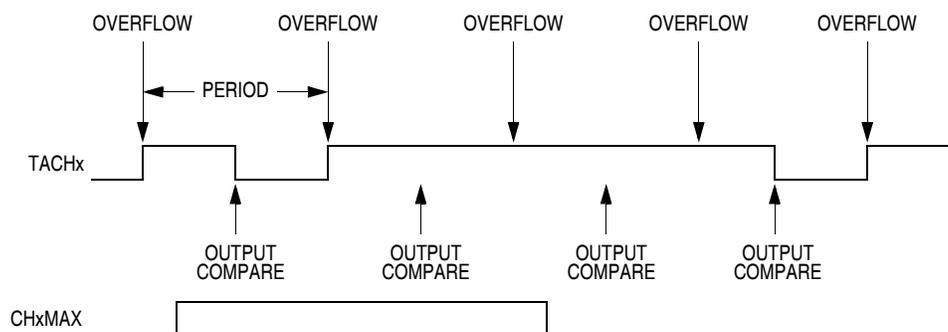 OVERFLOW OVERFLOW OVERFLOW OVERFLOW OVERFLOW
PERIOD
TACHx
OUTPUT COMPARE
OUTPUT COMPARE
OUTPUT COMPARE
OUTPUT COMPARE
CHxMAX